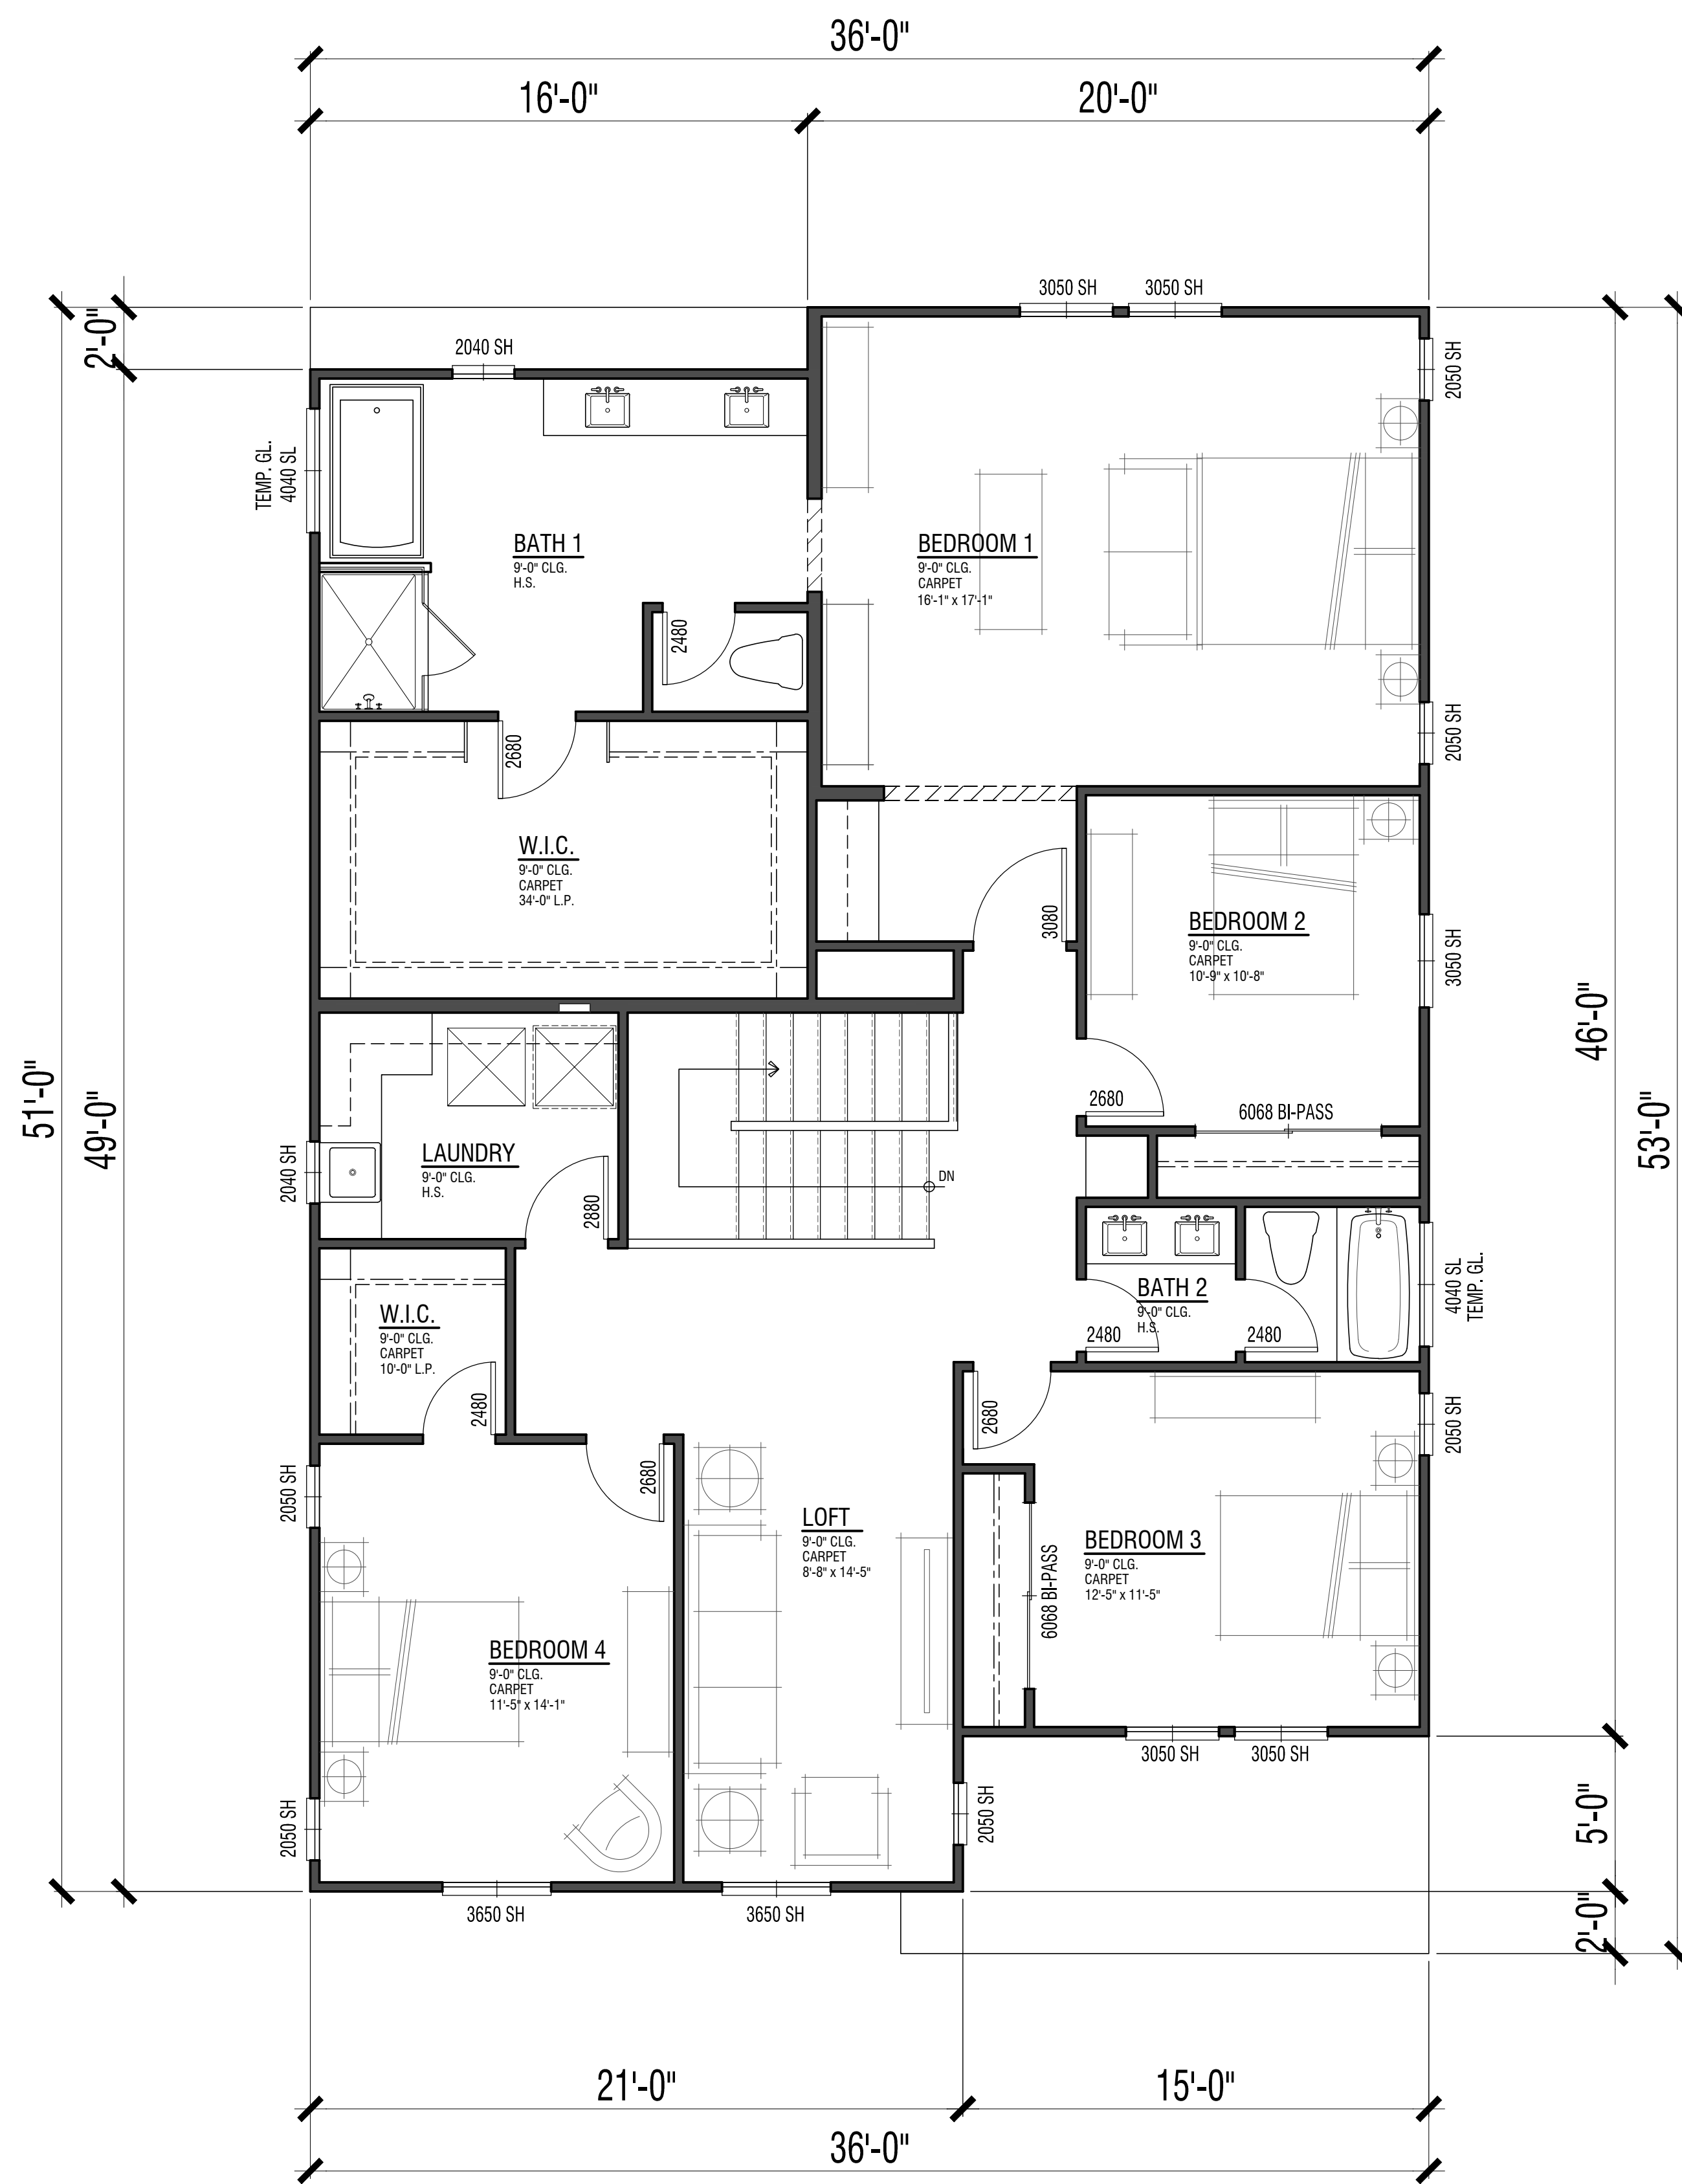 36'-0"
16'-0"
20'-0"
3050 SH
3050 SH
2'-0"
2040 SH
2050 SH
TEMP. GL.
4040 SL
BATH 1
9'-0" CLG.
H.S.
BEDROOM 1
9'-0" CLG.
CARPET
16'-1" x 17'-1"
2480
2050 SH
2680
W.I.C.
9'-0" CLG.
CARPET
34'-0" L.P.
3080
BEDROOM 2
9'-0" CLG.
CARPET
10'-9" x 10'-8"
3050 SH
46'-0"
51'-0"
49'-0"
53'-0"
2680
6068 BI-PASS
LAUNDRY
9'-0" CLG.
H.S.
2040 SH
2880
DN
BATH 2
9'-0" CLG.
H.S.
2480
2480
4040 SL
TEMP. GL.
W.I.C.
9'-0" CLG.
CARPET
10'-0" L.P.
2480
2680
2680
2050 SH
2050 SH
LOFT
9'-0" CLG.
CARPET
8'-8" x 14'-5"
BEDROOM 3
9'-0" CLG.
CARPET
12'-5" x 11'-5"
6068 BI-PASS
BEDROOM 4
9'-0" CLG.
CARPET
11'-5" x 14'-1"
3050 SH
3050 SH
2050 SH
2050 SH
5'-0"
3650 SH
3650 SH
2'-0"
21'-0"
15'-0"
36'-0"